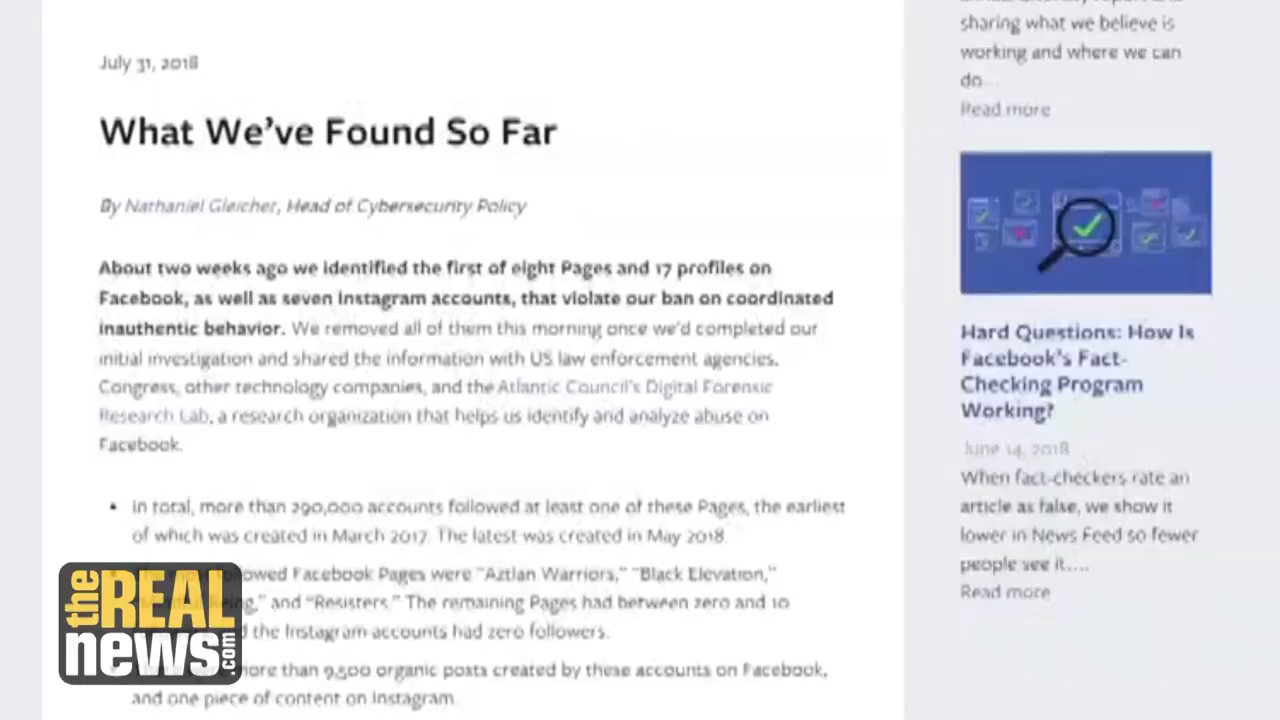 July 31, 2018
What We've Found So Far
By Nathaniel Gleicher, Head of Cybersecurity Policy
About two weeks ago we identified the first of eight Pages and 17 profiles on
Facebook, as well as seven Instagram accounts, that violate our ban on coordinated
inauthentic behavior. We removed all of them this morning once we'd completed our
initial investigation and shared the information with US law enforcement agencies,
Congress, other technology companies, and the Atlantic Council's Digital Forensic
Research Lab, a research organization that helps us identify and analyze abuse on
Facebook.
• In total, more than 290,000 accounts followed at least one of these Pages, the earliest
of which was created in March 2017. The latest was created in May 2018.
Facebook Pages were "Aztlan Warriors," "Black Elevation,"
Being," and "Resisters." The remaining Pages had between zero and 10
the Instagram accounts had zero followers.
more than 9,500 organic posts created by these accounts on Facebook,
and one piece of content on Instagram.
sharing what we believe is
working and where we can
do...
Read more
Hard Questions: How Is
Facebook's Fact-
Checking Program
Working?
June 14, 2018
When fact-checkers rate an
article as false, we show it
lower in News Feed so fewer
people see it....
Read more
the REAL
news.com